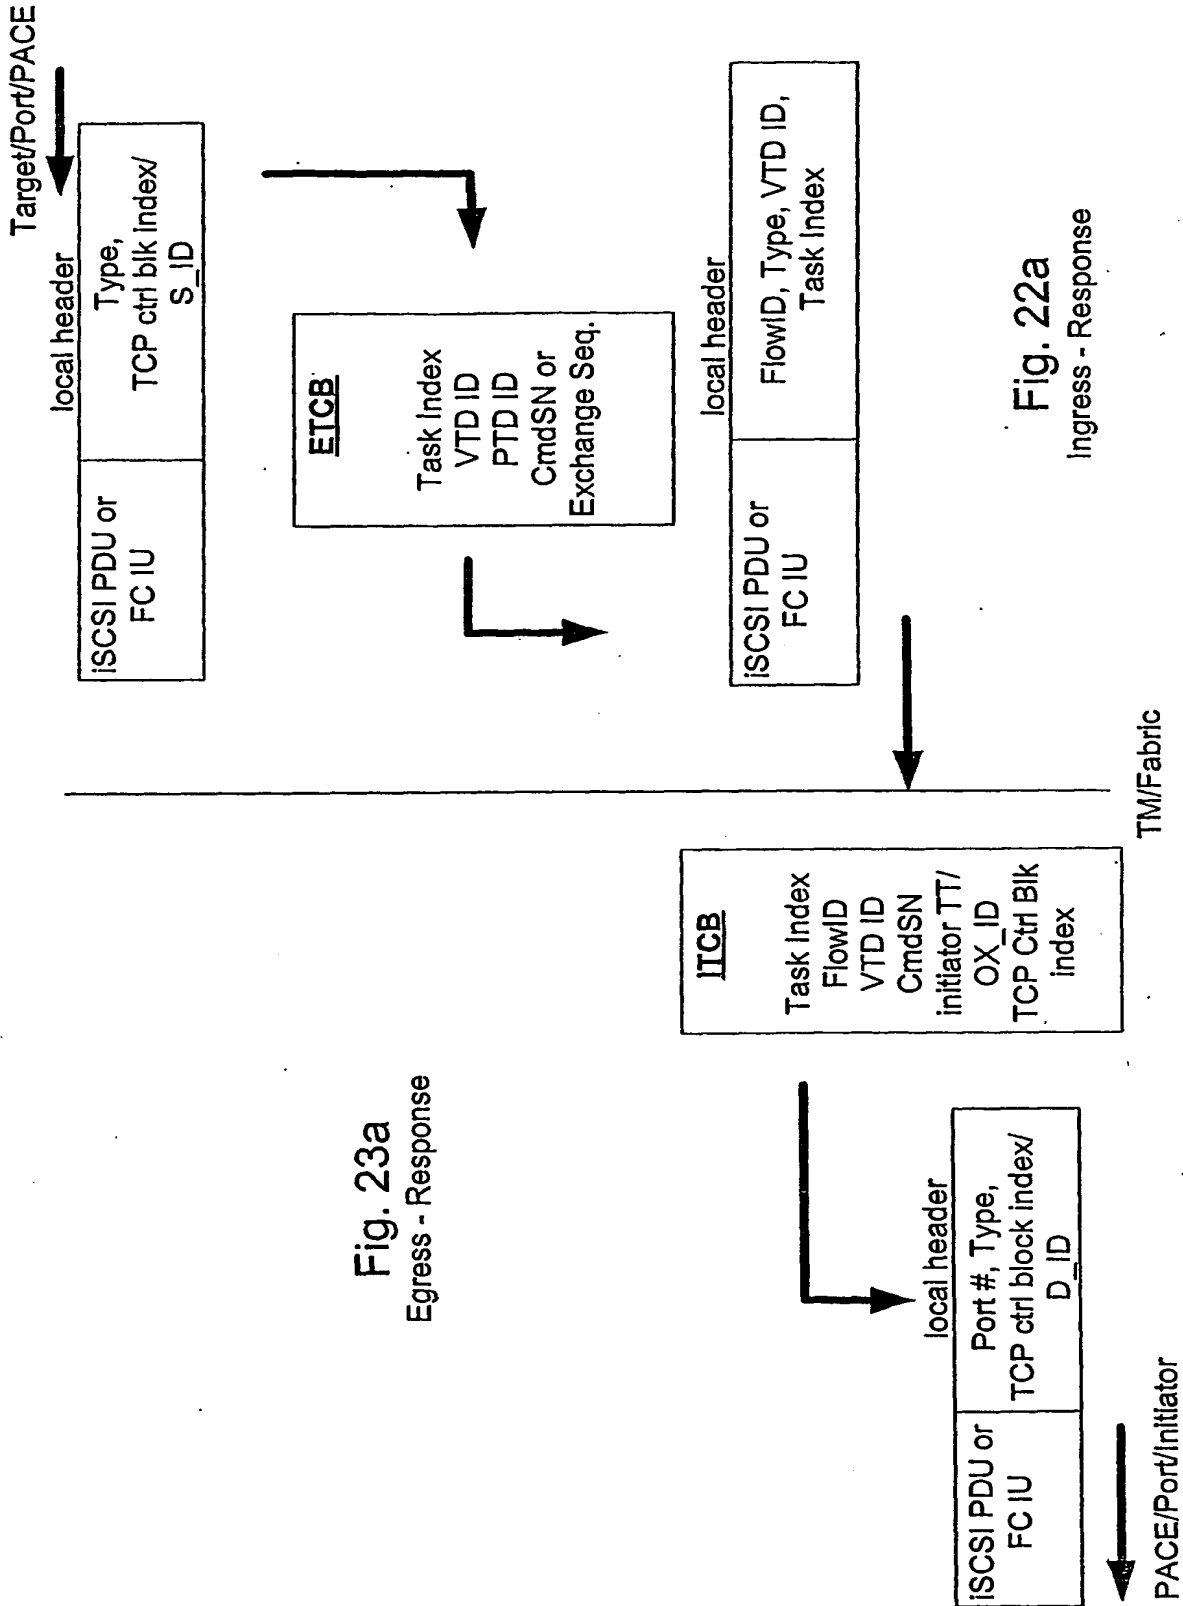 Target/Port/PACE
local header
iSCSI PDU or
FC IU
Type,
TCP ctrl blk index/
S_ID
ETCB
Task Index
VTD ID
PTD ID
CmdSN or
Exchange Seq.
local header
iSCSI PDU or
FC IU
FlowID, Type, VTD ID,
Task Index
Fig. 22a
Ingress - Response
TM/Fabric
ITCB
Task Index
FlowID
VTD ID
CmdSN
initiator TT/
OX_ID
TCP Ctrl Blk
index
Fig. 23a
Egress - Response
local header
iSCSI PDU or
FC IU
Port #, Type,
TCP ctrl block index/
D_ID
PACE/Port/Initiator